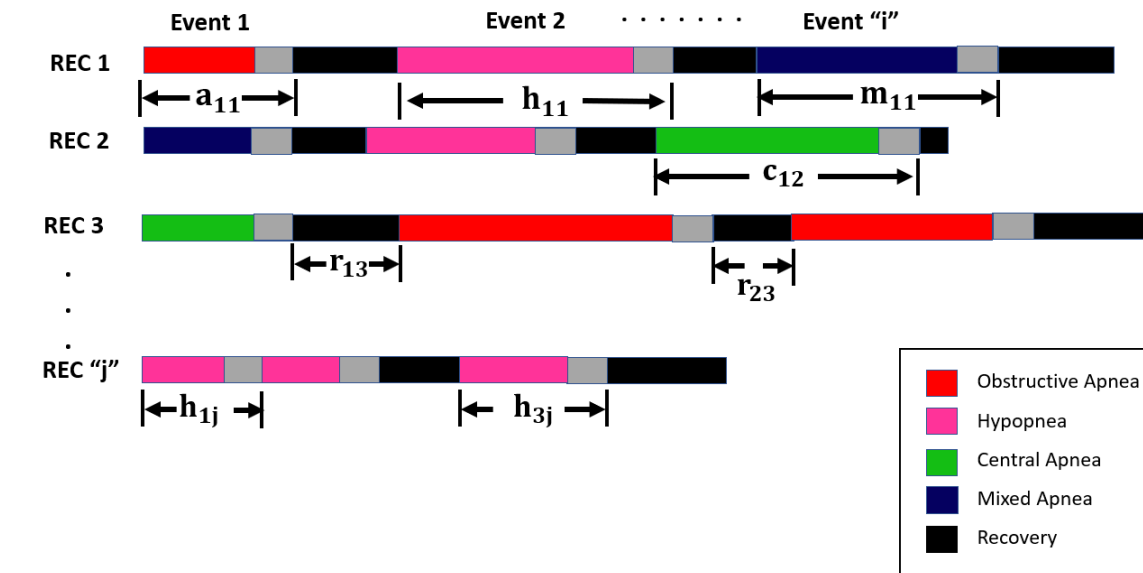 Event 1 Event 2 . . . . . . . Event “i”
REC 1
a₁₁ h₁₁ m₁₁
REC 2
c₁₂
REC 3
r₁₃ r₂₃
.
.
.
REC “j”
h₁ⱼ h₃ⱼ
Obstructive Apnea
Hypopnea
Central Apnea
Mixed Apnea
Recovery